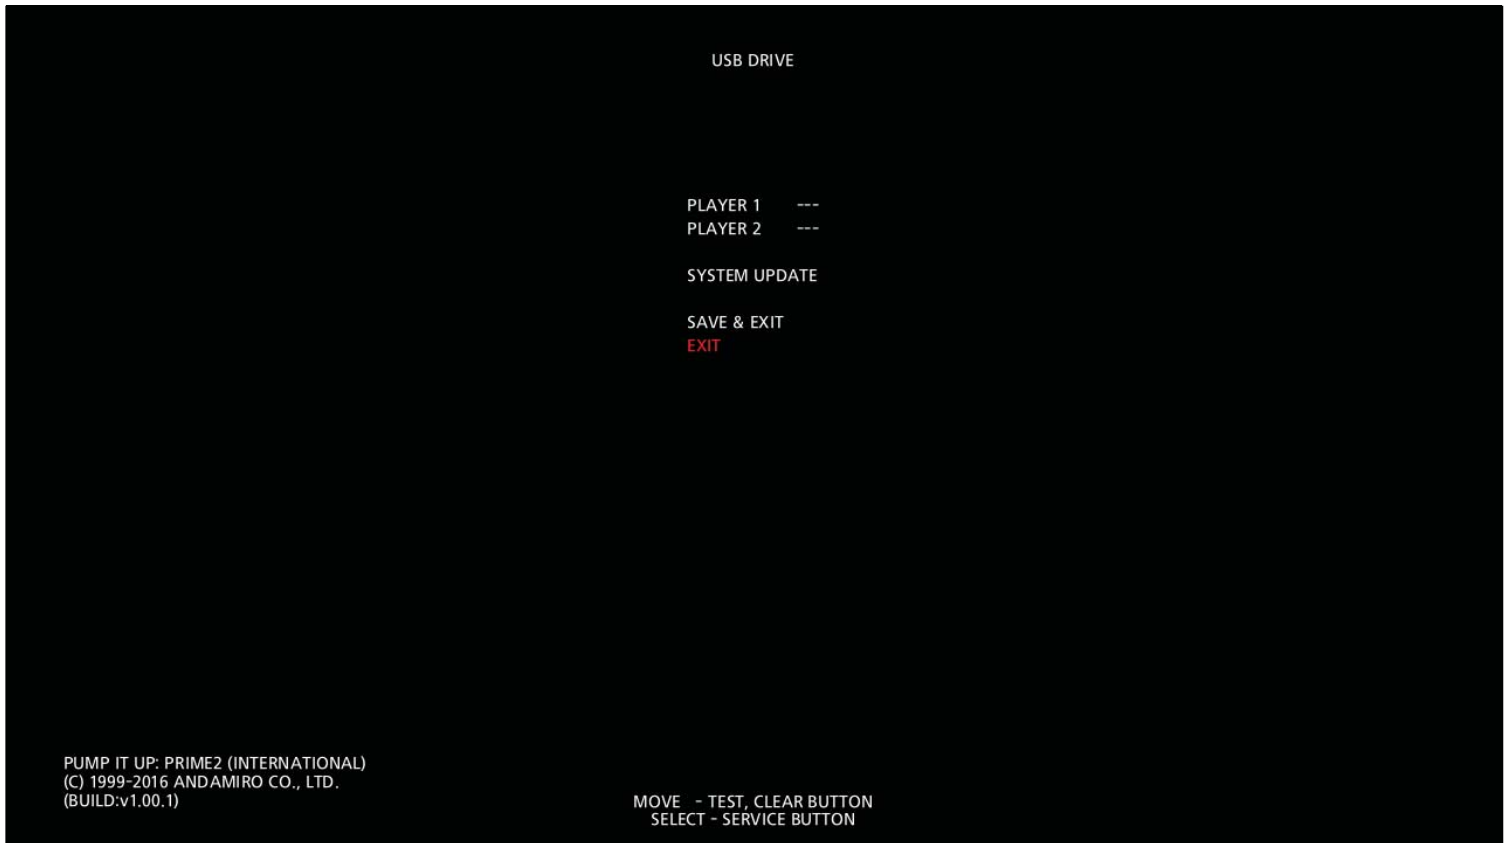 USB DRIVE
PLAYER 1 ---
PLAYER 2 ---
SYSTEM UPDATE
SAVE & EXIT
EXIT
PUMP IT UP: PRIME2 (INTERNATIONAL)
(C) 1999-2016 ANDAMIRO CO., LTD.
(BUILD:v1.00.1)
MOVE - TEST, CLEAR BUTTON
SELECT - SERVICE BUTTON